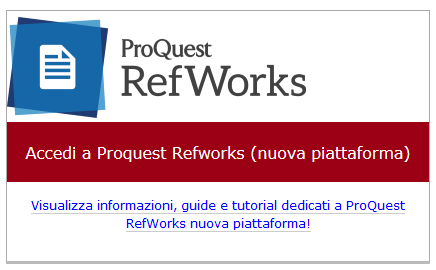 ProQuest
RefWorks
Accedi a Proquest Refworks (nuova piattaforma)
Visualizza informazioni, guide e tutorial dedicati a ProQuest
RefWorks nuova piattaforma!